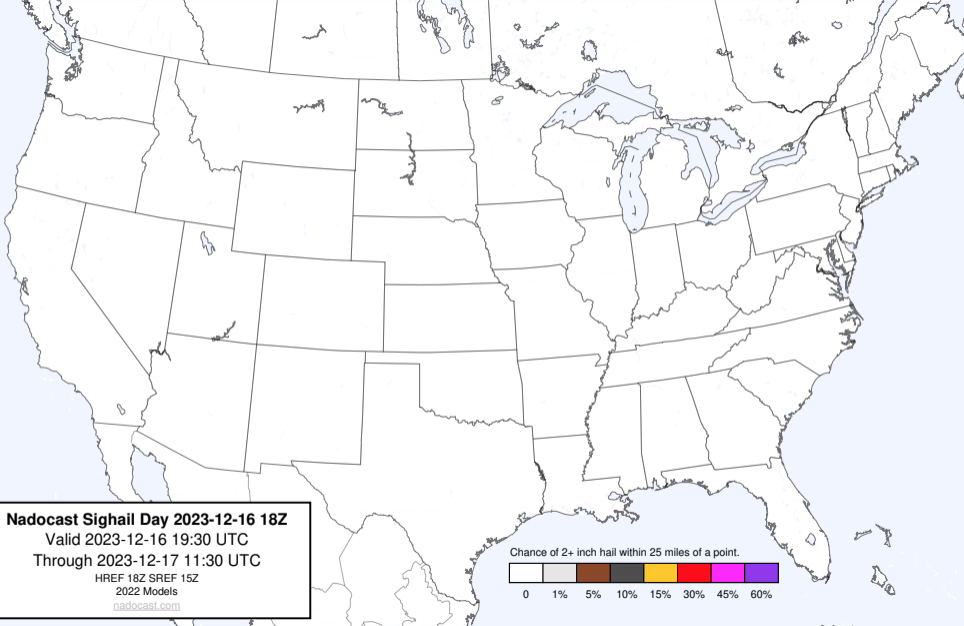 Nadocast Sighail Day 2023-12-16 18Z
Valid 2023-12-16 19:30 UTC
Through 2023-12-17 11:30 UTC
HREF 18Z SREF 15Z
2022 Models
nadocast.com
Chance of 2+ inch hail within 25 miles of a point.
0 1% 5% 10% 15% 30% 45% 60%